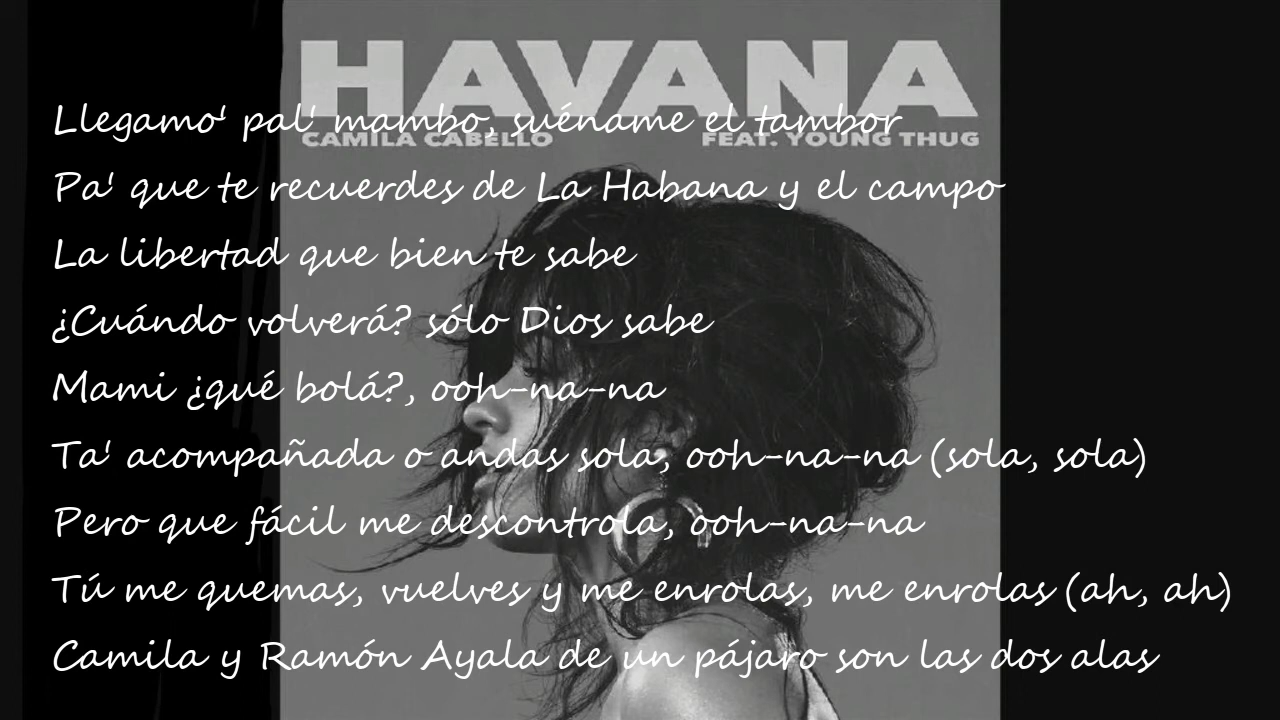 HAVANA
Llegamo' pal' mambo, suéname el tambor
CAMILA CABELLO FEAT. YOUNG THUG
Pa' que te recuerdes de La Habana y el campo
La libertad que bien te sabe
¿Cuándo volverá? sólo Dios sabe
Mami ¿qué bolá?, ooh-na-na
Ta' acompañada o andas sola, ooh-na-na (sola, sola)
Pero que fácil me descontrola, ooh-na-na
Tú me quemas, vuelves y me enrolas, me enrolas (ah, ah)
Camila y Ramón Ayala de un pájaro son las dos alas